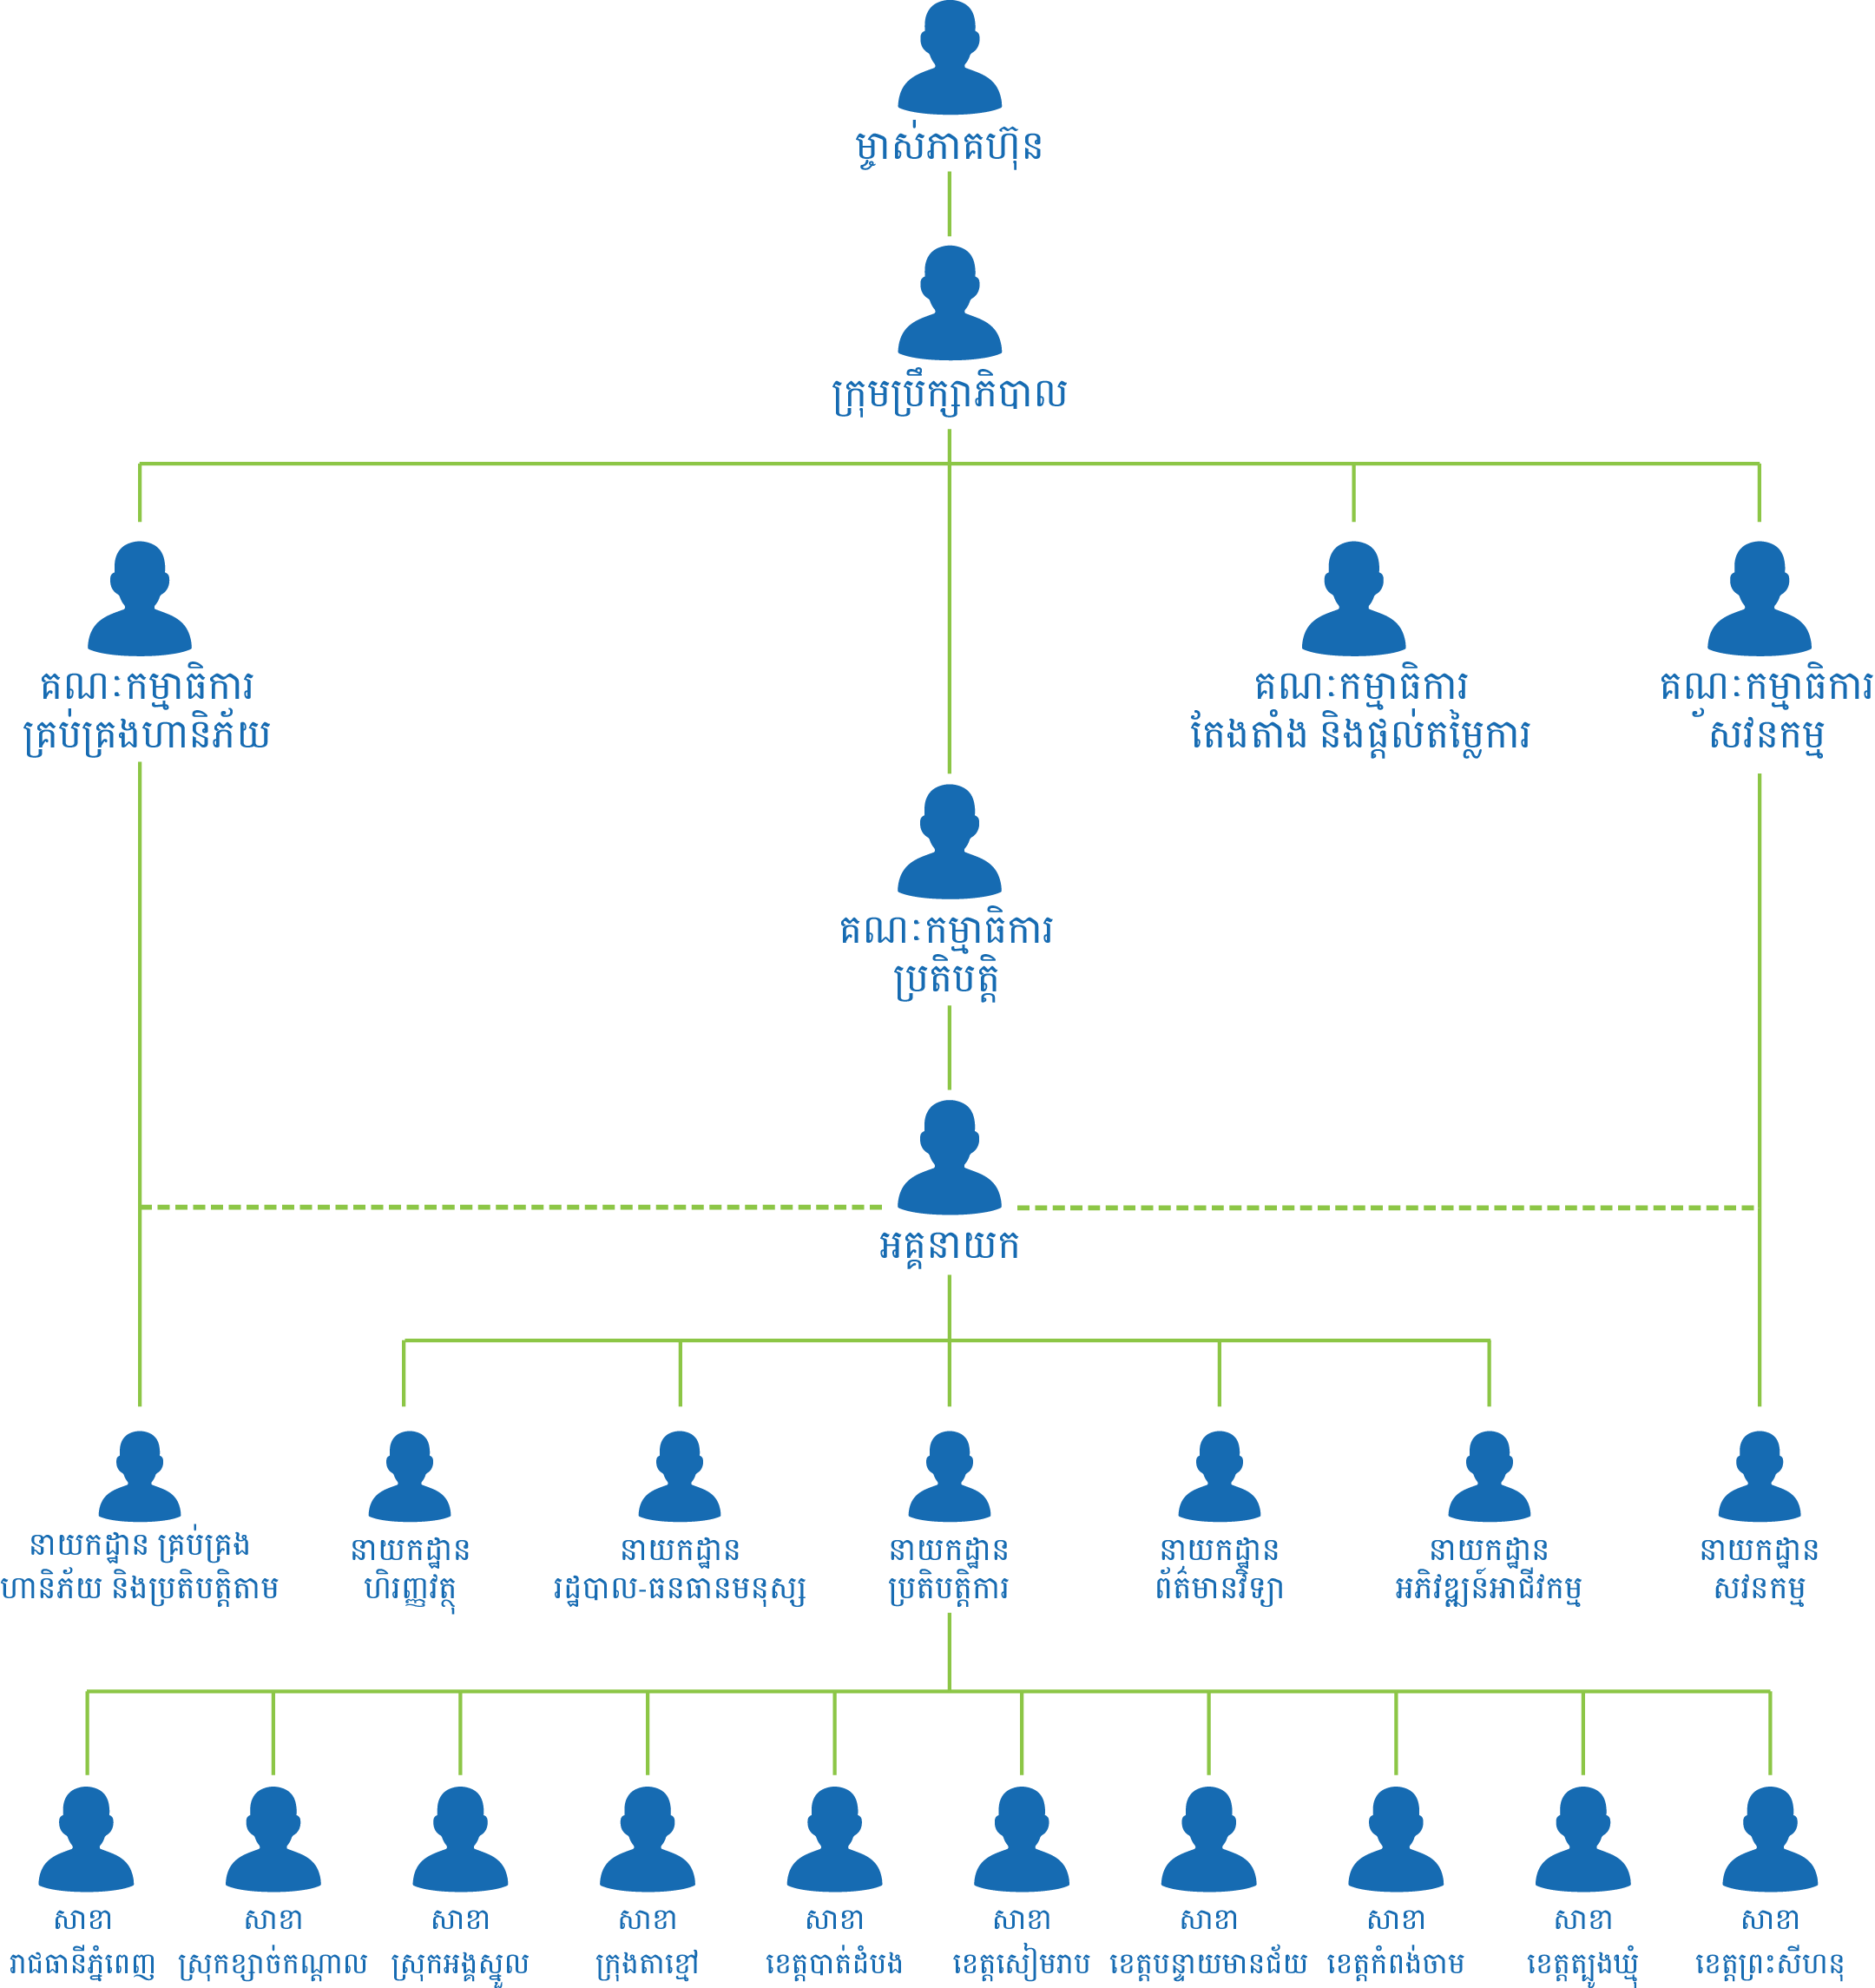 ម្ចាស់ភាគហ៊ុន
ក្រុមប្រឹក្សាភិបាល
គណៈកម្មាធិការ
គ្រប់គ្រងហានិភ័យ
គណៈកម្មាធិការ
តែងតាំង និងផ្តល់តម្លៃការ
គណៈកម្មាធិការ
ស័វនកម្ម
គណៈកម្មាធិការ
ប្រតិបត្តិ
អគ្គនាយក
នាយកដ្ឋាន គ្រប់គ្រង
ហានិភ័យ និងប្រតិបត្តិតាម
នាយកដ្ឋាន
ហិរញ្ញវត្ថុ
នាយកដ្ឋាន
រដ្ឋបាល-ធនធានមនុស្ស
នាយកដ្ឋាន
ប្រតិបត្តិការ
នាយកដ្ឋាន
ព័ត៌មានវិទ្យា
នាយកដ្ឋាន
អភិវឌ្ឍន៍អាជីវកម្ម
នាយកដ្ឋាន
សវនកម្ម
សាខា
រាជធានីភ្នំពេញ
សាខា
ស្រុកខ្សាច់កណ្តាល
សាខា
ស្រុកអង្គស្នួល
សាខា
ក្រុងតាខ្មៅ
សាខា
ខេត្តបាត់ដំបង
សាខា
ខេត្តសៀមរាប
សាខា
ខេត្តបន្ទាយមានជ័យ
សាខា
ខេត្តកំពង់ចាម
សាខា
ខេត្តត្បូងឃ្មុំ
សាខា
ខេត្តព្រះសីហនុ